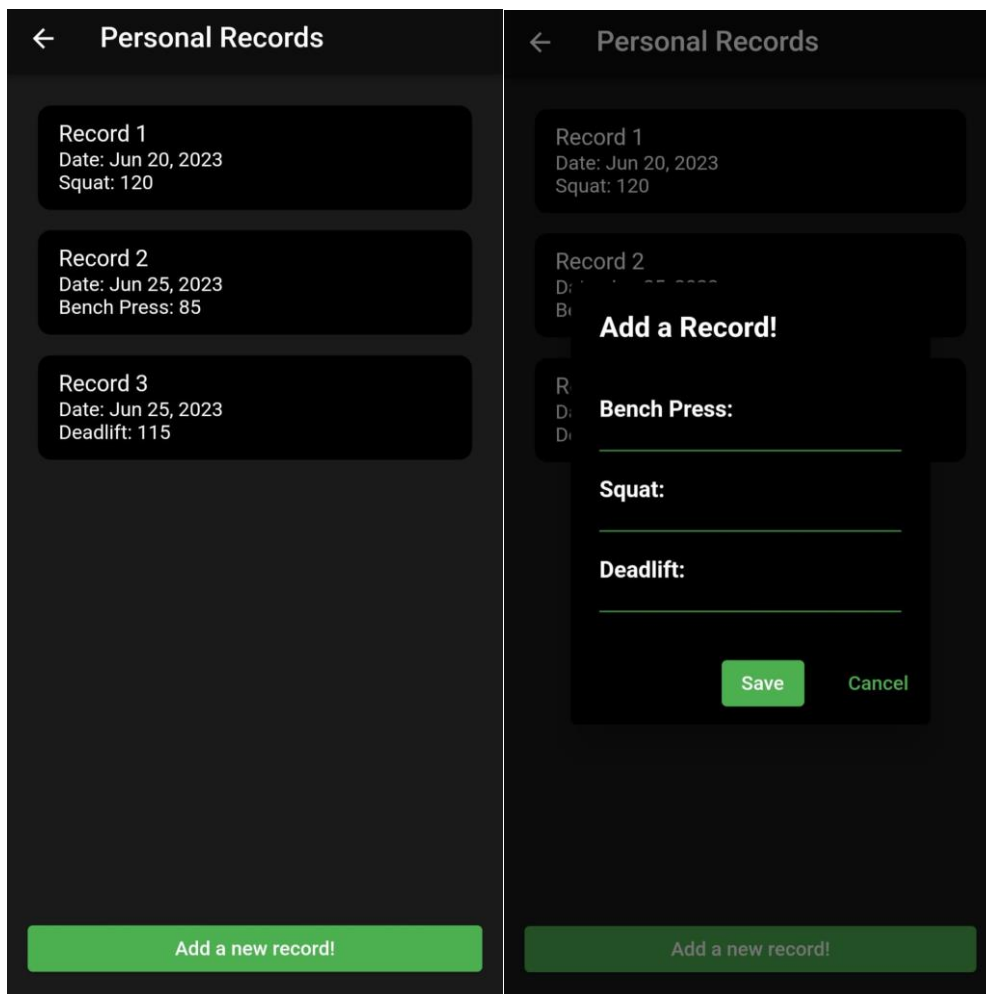 Personal Records
Record 1
Date: Jun 20, 2023
Squat: 120
Record 2
Date: Jun 25, 2023
Bench Press: 85
Record 3
Date: Jun 25, 2023
Deadlift: 115
Add a new record!
Personal Records
Record 1
Date: Jun 20, 2023
Squat: 120
Record 2
Add a Record!
Bench Press:
Squat:
Deadlift:
Save Cancel
Add a new record!